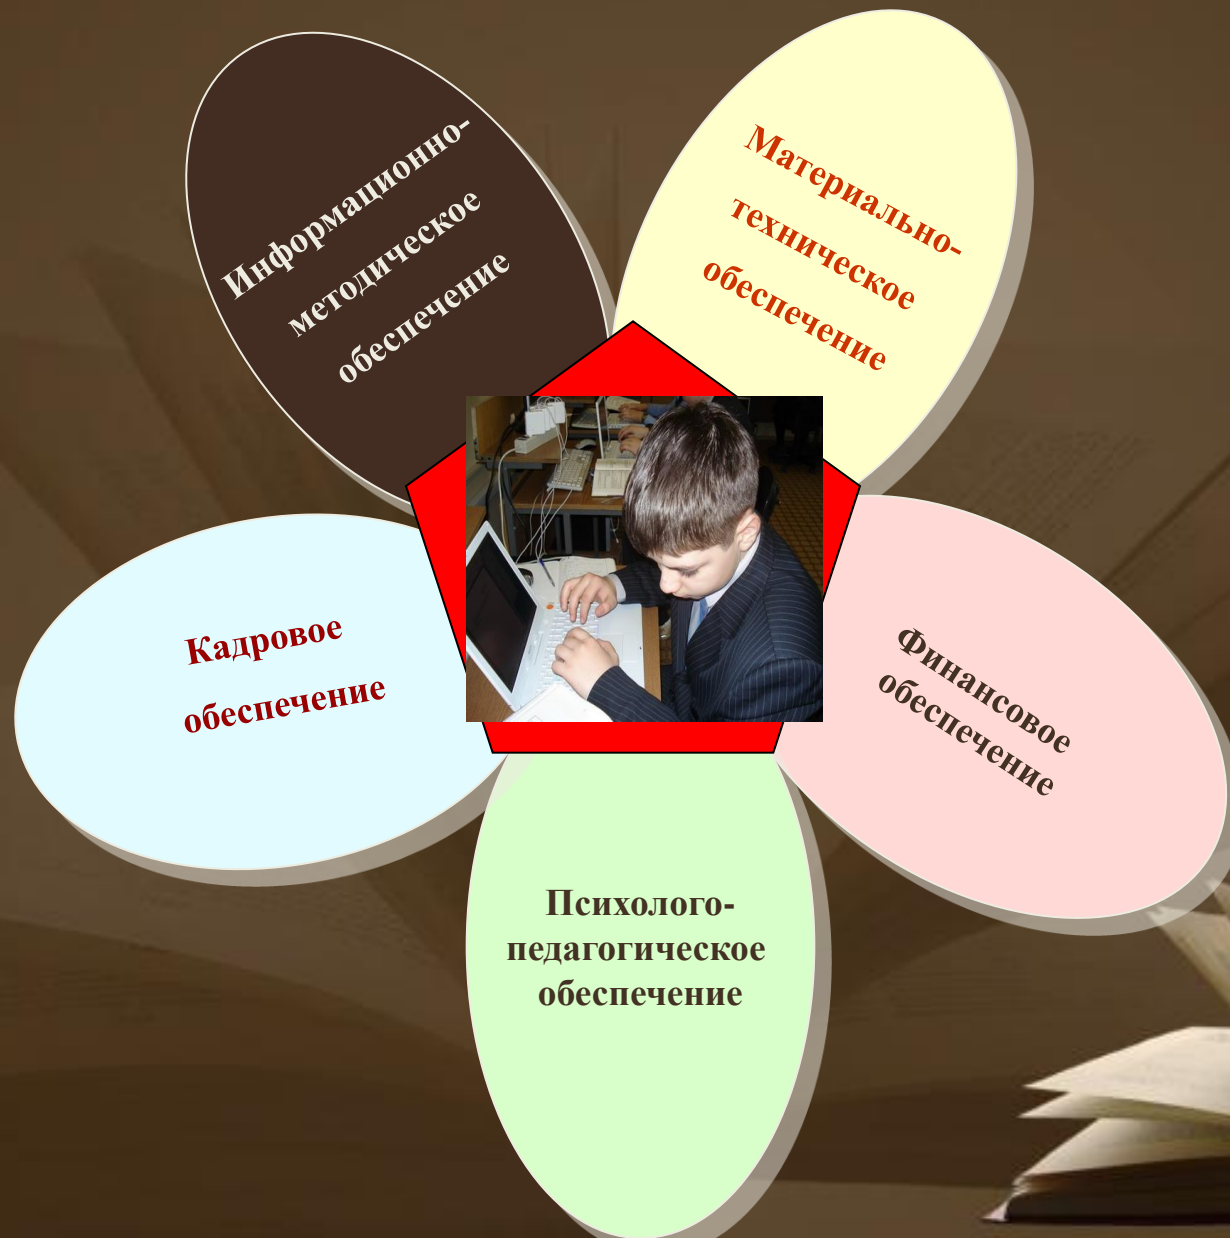 Информационно-
методическое
обеспечение
Материально-
техническое
обеспечение
Кадровое
обеспечение
Финансовое
обеспечение
Психолого-
педагогическое
обеспечение